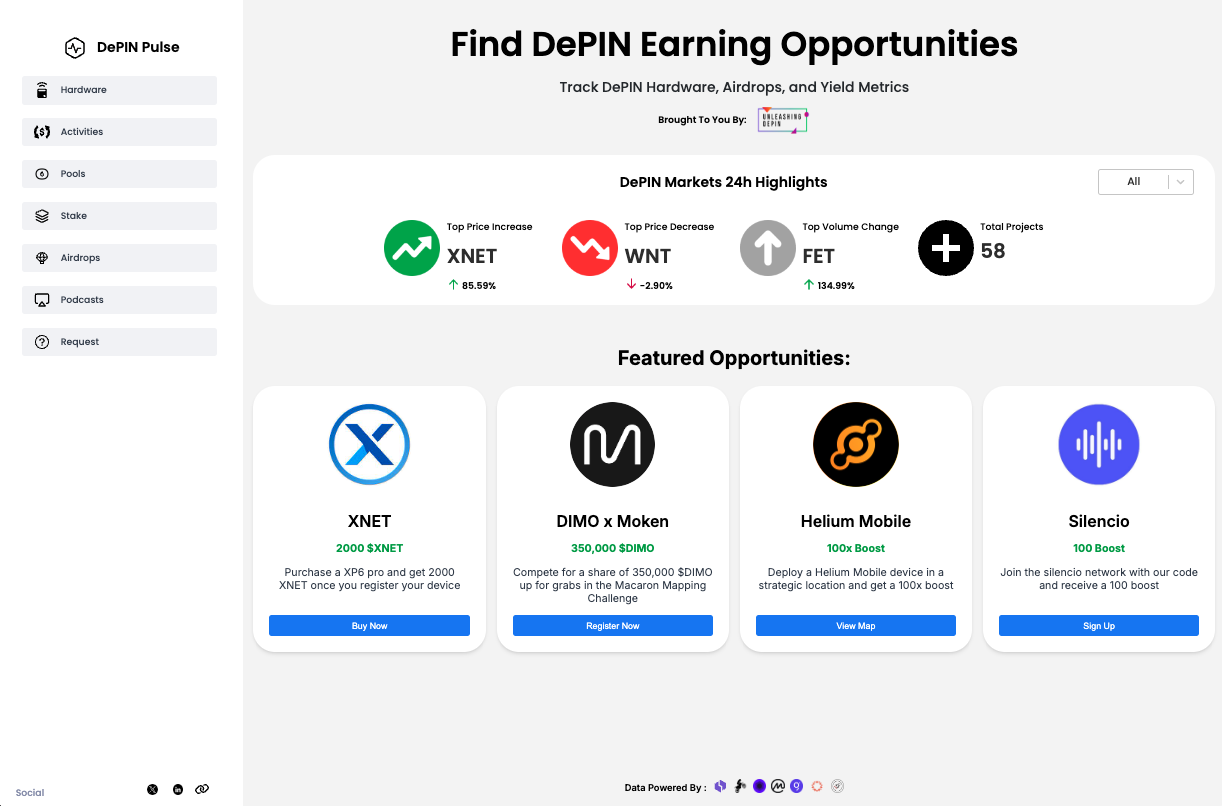 DePIN Pulse
Hardware
Activities
Pools
Stake
Airdrops
Podcasts
Request
Social
Find DePIN Earning Opportunities
Track DePIN Hardware, Airdrops, and Yield Metrics
Brought To You By:
UNLEASHING
DEPIN
DePIN Markets 24h Highlights
All
Top Price Increase
XNET
85.59%
Top Price Decrease
WNT
-2.90%
Top Volume Change
FET
134.99%
Total Projects
58
Featured Opportunities:
XNET
2000 $XNET
Purchase a XP6 pro and get 2000
XNET once you register your device
Buy Now
DIMO x Moken
350,000 $DIMO
Compete for a share of 350,000 $DIMO
up for grabs in the Macaron Mapping
Challenge
Register Now
Helium Mobile
100x Boost
Deploy a Helium Mobile device in a
strategic location and get a 100x boost
View Map
Silencio
100 Boost
Join the silencio network with our code
and receive a 100 boost
Sign Up
Data Powered By :